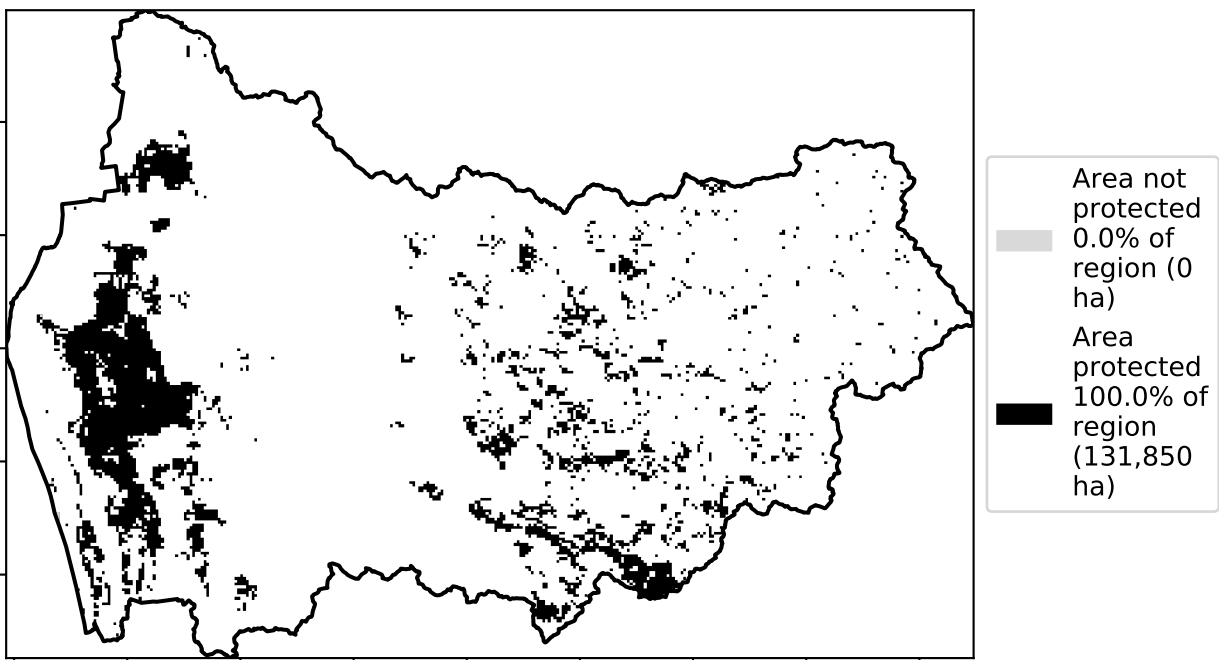 Area not
protected
0.0% of
region (0
ha)
Area
protected
100.0% of
region
(131,850
ha)